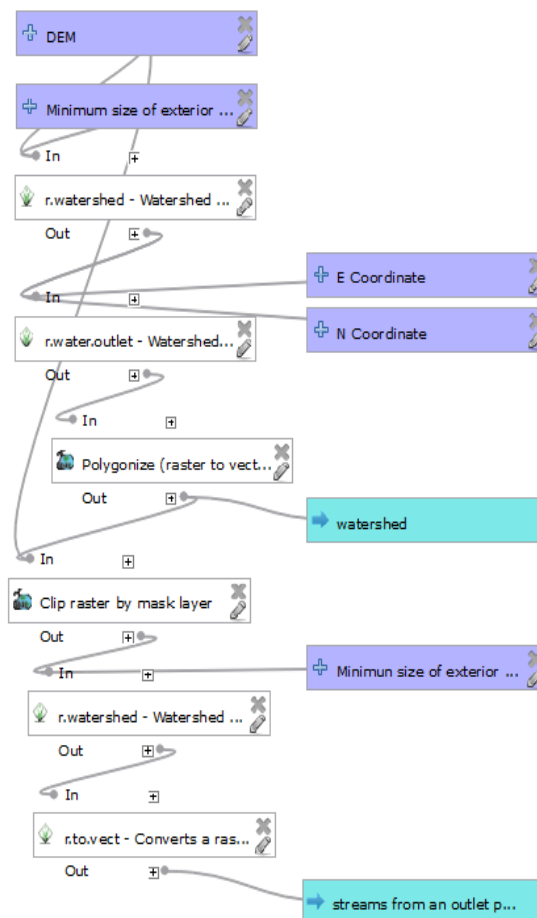 DEM
Minimum size of exterior ...
In
r.watershed - Watershed ...
Out
E Coordinate
In
N Coordinate
r.water.outlet - Watershed...
Out
In
Polygonize (raster to vect...
Out
watershed
In
Clip raster by mask layer
Out
In
Minimun size of exterior ...
r.watershed - Watershed ...
Out
In
r.to.vect - Converts a ras...
Out
streams from an outlet p...